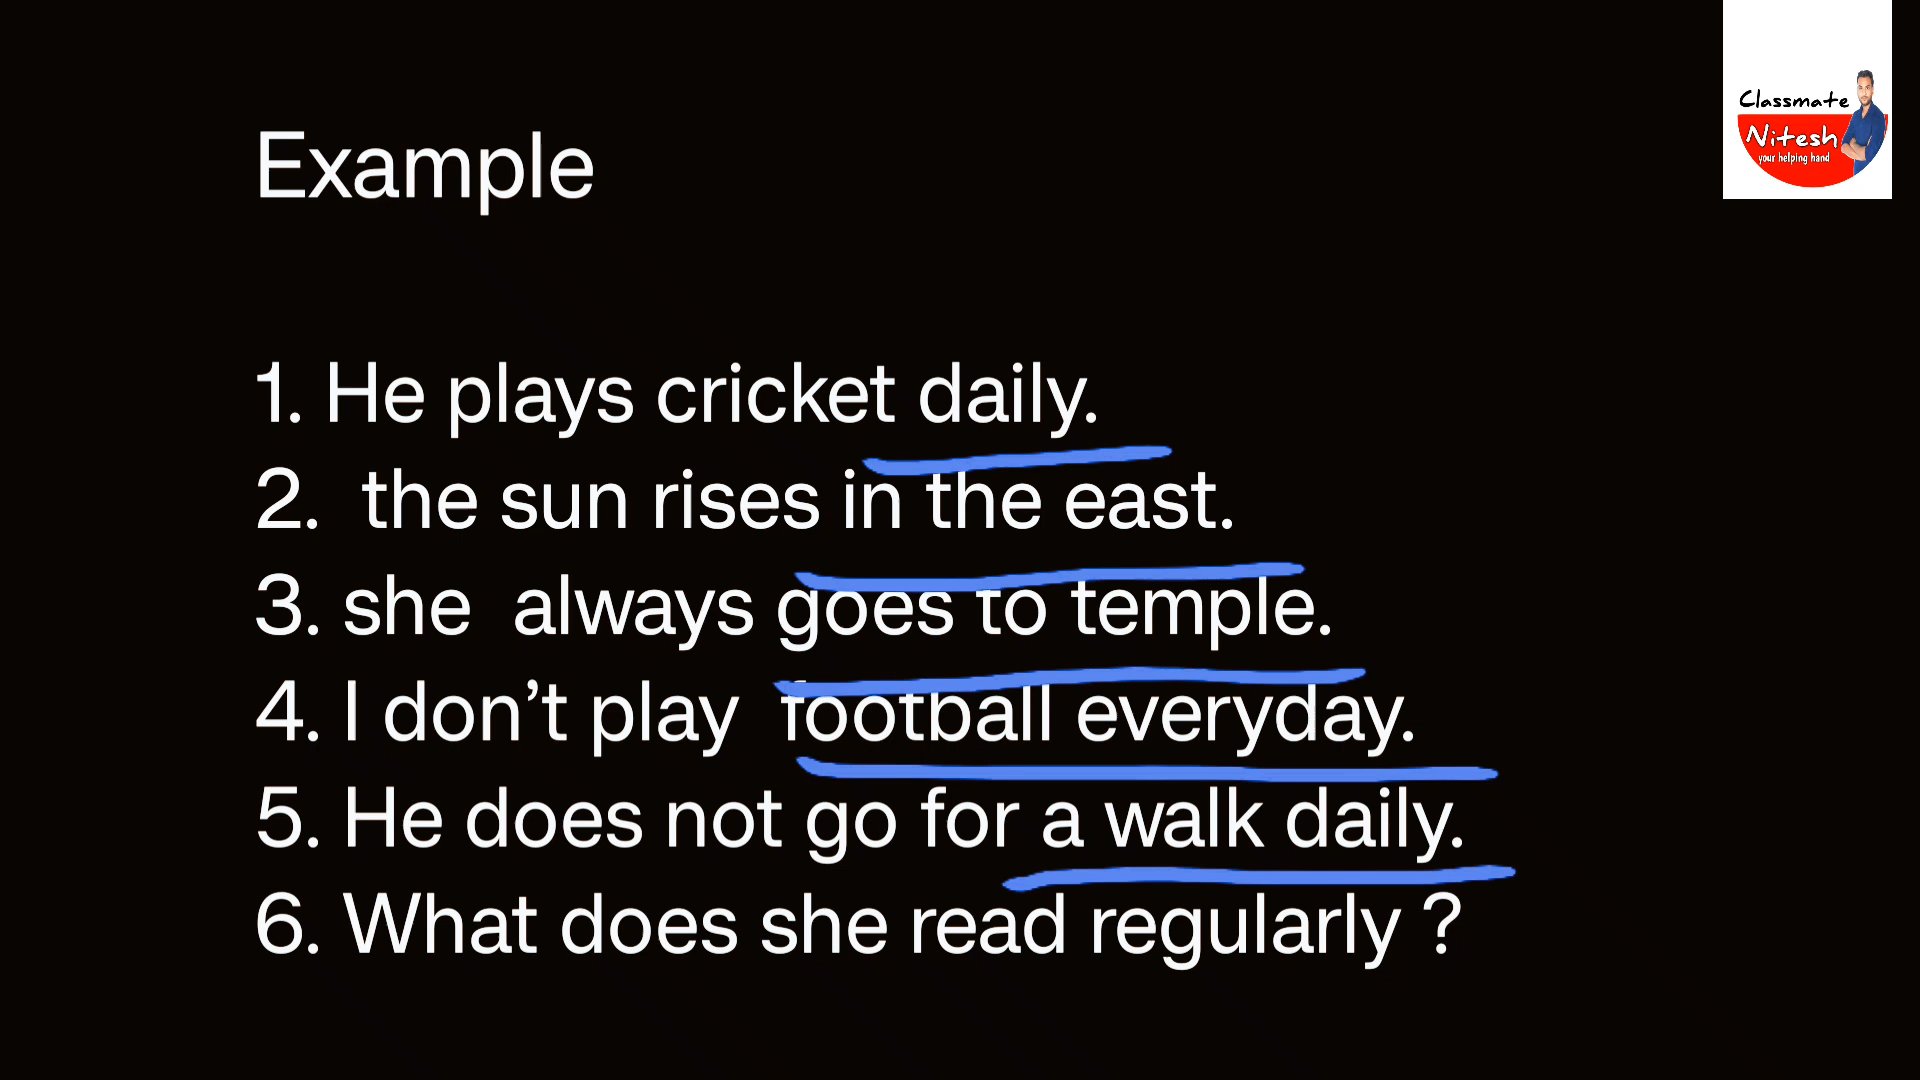 Classmate
Nitesh
your helping hand
Example
1. He plays cricket daily.
2. the sun rises in the east.
3. she always goes to temple.
4. I don’t play football everyday.
5. He does not go for a walk daily.
6. What does she read regularly ?